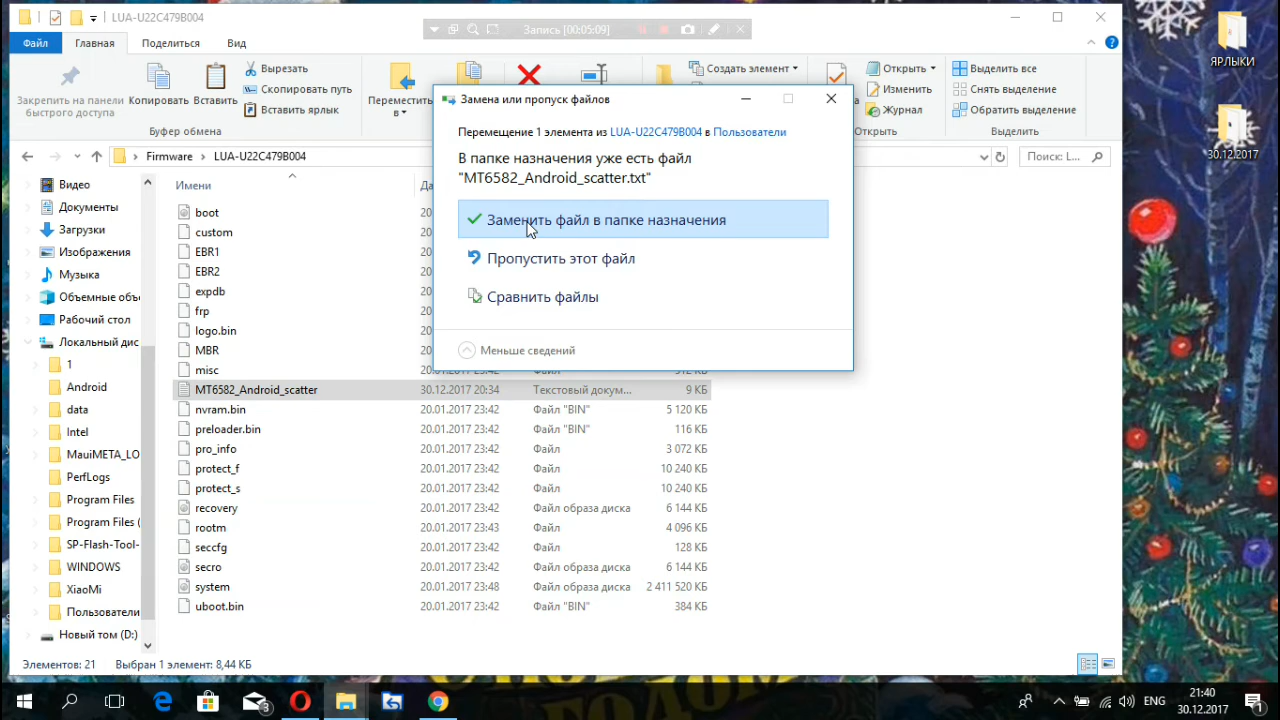 LUA-U22C479B004
Запись [00:05:09]
Файл
Главная
Поделиться
Вид
Закрепить на панели быстрого доступа
Копировать
Вставить
Вырезать
Скопировать путь
Вставить ярлык
Буфер обмена
Переместить в
Создать элемент
Открыть
Изменить
Журнал
Открыть
Выделить все
Снять выделение
Обратить выделение
Выделить
Firmware
LUA-U22C479B004
Поиск: L...
Замена или пропуск файлов
Перемещение 1 элемента из LUA-U22C479B004 в Пользователи
В папке назначения уже есть файл
"MT6582_Android_scatter.txt"
Заменить файл в папке назначения
Пропустить этот файл
Сравнить файлы
Меньше сведений
Видео
Документы
Загрузки
Изображения
Музыка
Объемные объ
Рабочий стол
Локальный дис
1
Android
data
Intel
MauiMETA_LO
PerfLogs
Program Files
Program Files (
SP-Flash-Tool-
WINDOWS
XiaoMi
Пользователи
Новый том (D:)
Имени
Да
boot 20
custom 20
EBR1 20
EBR2 20
expdb 20
frp 20
logo.bin 20
MBR 20
misc
MT6582_Android_scatter 30.12.2017 20:34 Текстовый докум... 9 КБ
nvram.bin 20.01.2017 23:42 Файл "BIN" 5 120 КБ
preloader.bin 20.01.2017 23:42 Файл "BIN" 116 КБ
pro_info 20.01.2017 23:42 Файл 3 072 КБ
protect_f 20.01.2017 23:42 Файл 10 240 КБ
protect_s 20.01.2017 23:42 Файл 10 240 КБ
recovery 20.01.2017 23:42 Файл образа диска 6 144 КБ
rootm 20.01.2017 23:43 Файл 4 096 КБ
seccfg 20.01.2017 23:42 Файл 128 КБ
secro 20.01.2017 23:42 Файл образа диска 6 144 КБ
system 20.01.2017 23:48 Файл образа диска 2 411 520 КБ
uboot.bin 20.01.2017 23:42 Файл "BIN" 384 КБ
Элементов: 21
Выбран 1 элемент: 8,44 КБ
ЯРЛЫКИ
30.12.2017
3
ENG
21:40
30.12.2017
1